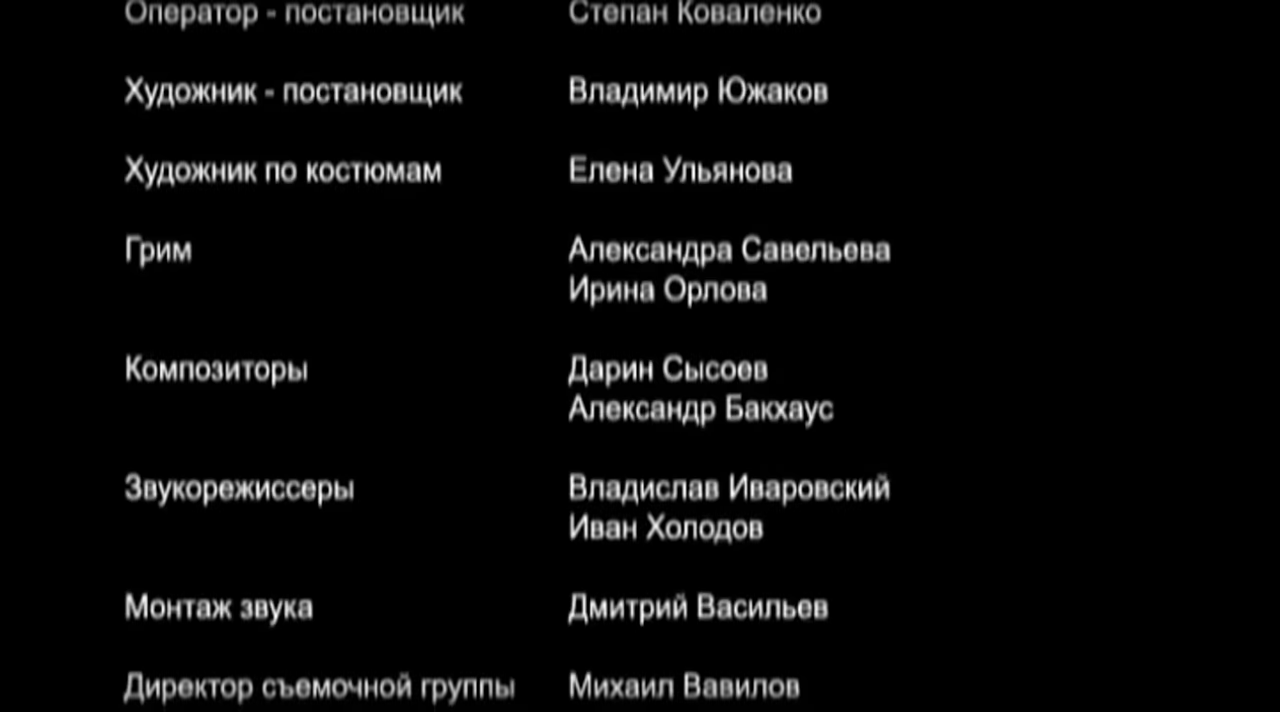 Оператор - постановщик Степан Коваленко
Художник - постановщик Владимир Южаков
Художник по костюмам Елена Ульянова
Грим Александра Савельева
Ирина Орлова
Композиторы Дарин Сысоев
Александр Бакхаус
Звукорежиссеры Владислав Иваровский
Иван Холодов
Монтаж звука Дмитрий Васильев
Директор съемочной группы Михаил Вавилов